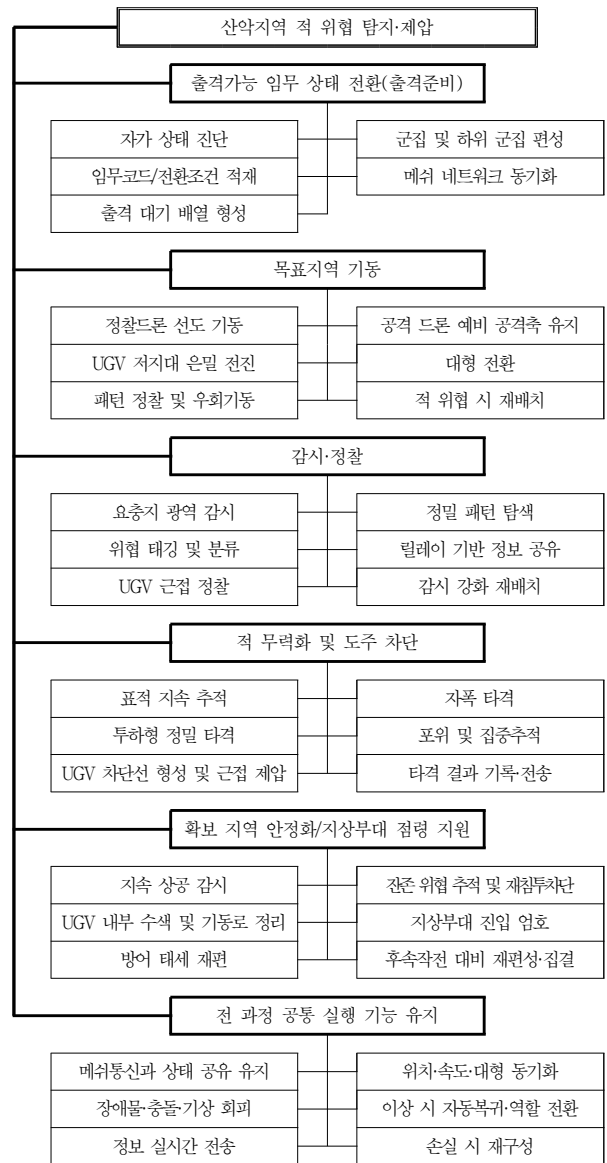 산악지역 적 위협 탐지·제압
출격가능 임무 상태 전환(출격준비)
자가 상태 진단
군집 및 하위 군집 편성
임무코드/전환조건 적재
메쉬 네트워크 동기화
출격 대기 배열 형성
목표지역 기동
정찰드론 선도 기동
공격 드론 예비 공격축 유지
UGV 저지대 은밀 전진
대형 전환
패턴 정찰 및 우회기동
적 위협 시 재배치
감시·정찰
요충지 광역 감시
정밀 패턴 탐색
위협 태깅 및 분류
릴레이 기반 정보 공유
UGV 근접 정찰
감시 강화 재배치
적 무력화 및 도주 차단
표적 지속 추적
자폭 타격
투하형 정밀 타격
포위 및 집중추적
UGV 차단선 형성 및 근접 제압
타격 결과 기록·전송
확보 지역 안정화/지상부대 점령 지원
지속 상공 감시
잔존 위협 추적 및 재침투차단
UGV 내부 수색 및 기동로 정리
지상부대 진입 엄호
방어 태세 재편
후속작전 대비 재편성·집결
전 과정 공통 실행 기능 유지
메쉬통신과 상태 공유 유지
위치·속도·대형 동기화
장애물·충돌·기상 회피
이상 시 자동복귀·역할 전환
정보 실시간 전송
손실 시 재구성